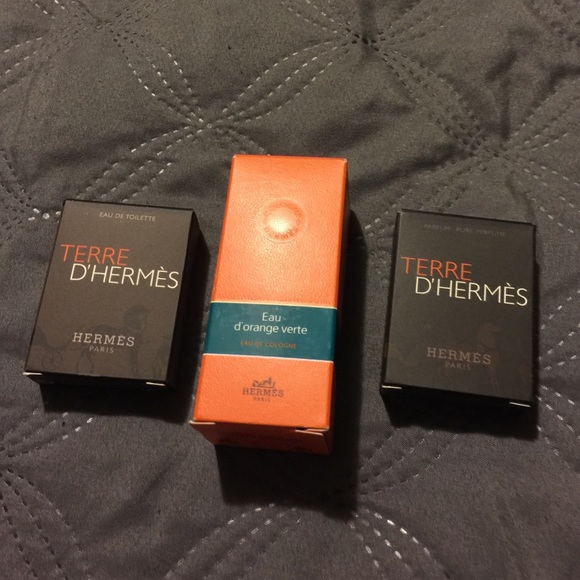 EAU DE TOILETTE
TERRE
D'HERMÈS
HERMÈS
PARIS
Eau
d'orange verte
EAU DE COLOGNE
HERMÈS
PARIS
PARFUM - PURE PERFUME
TERRE
D'HERMÈS
HERMÈS
PARIS